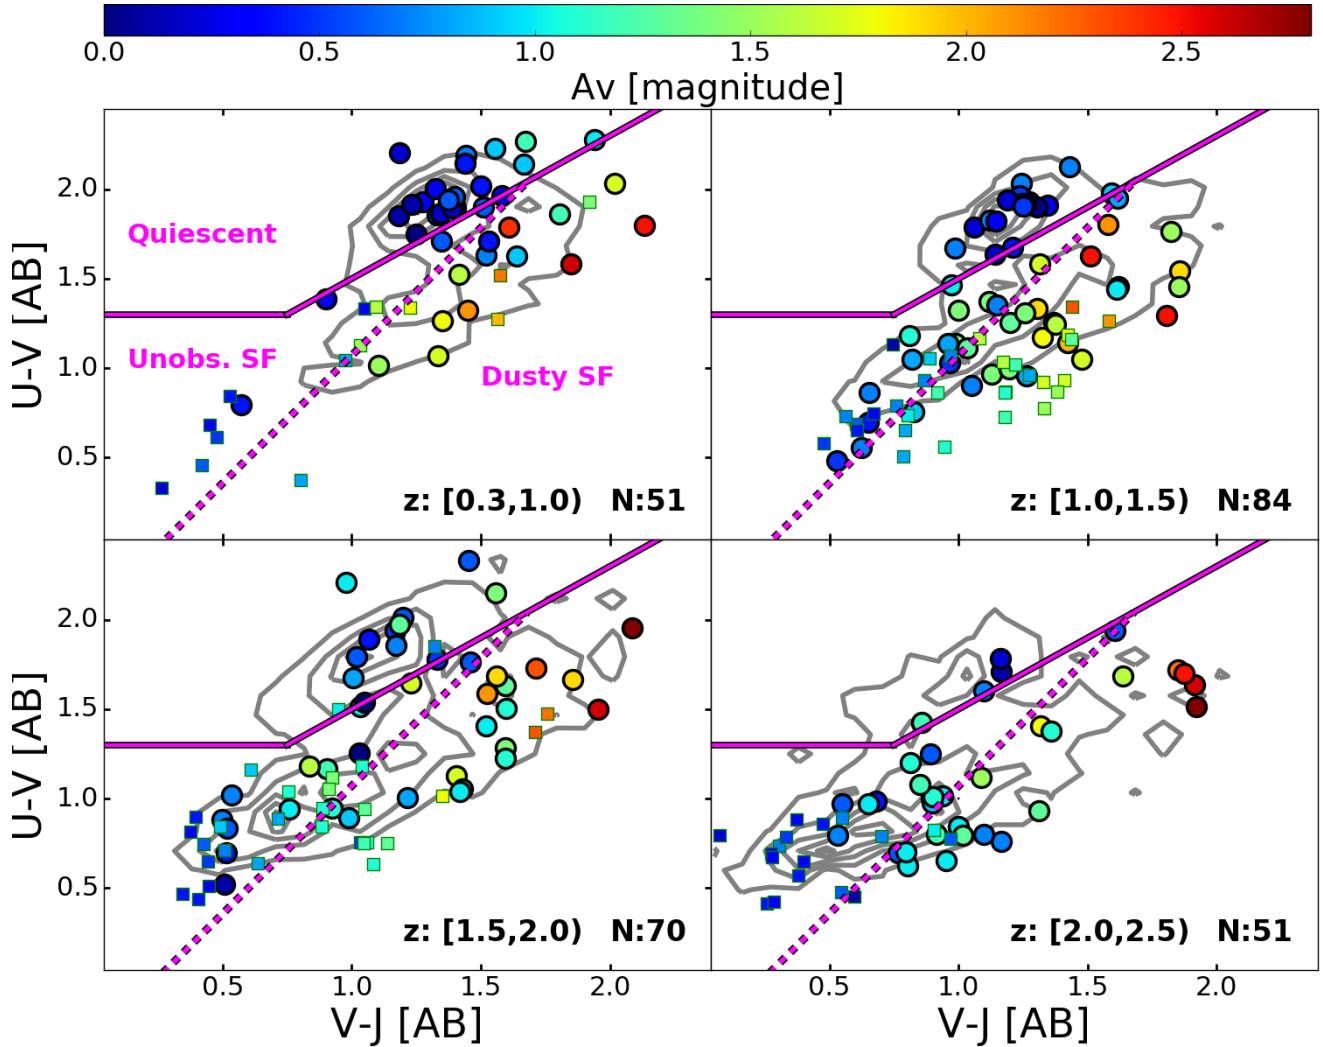 0.0 0.5 1.0 1.5 2.0 2.5
Av [magnitude]
U-V [AB]
2.0
1.5
1.0
0.5
Quiescent
Unobs. SF
Dusty SF
z: [0.3,1.0) N:51
z: [1.0,1.5) N:84
U-V [AB]
2.0
1.5
1.0
0.5
z: [1.5,2.0) N:70
z: [2.0,2.5) N:51
0.5 1.0 1.5 2.0
0.5 1.0 1.5 2.0
V-J [AB]
V-J [AB]